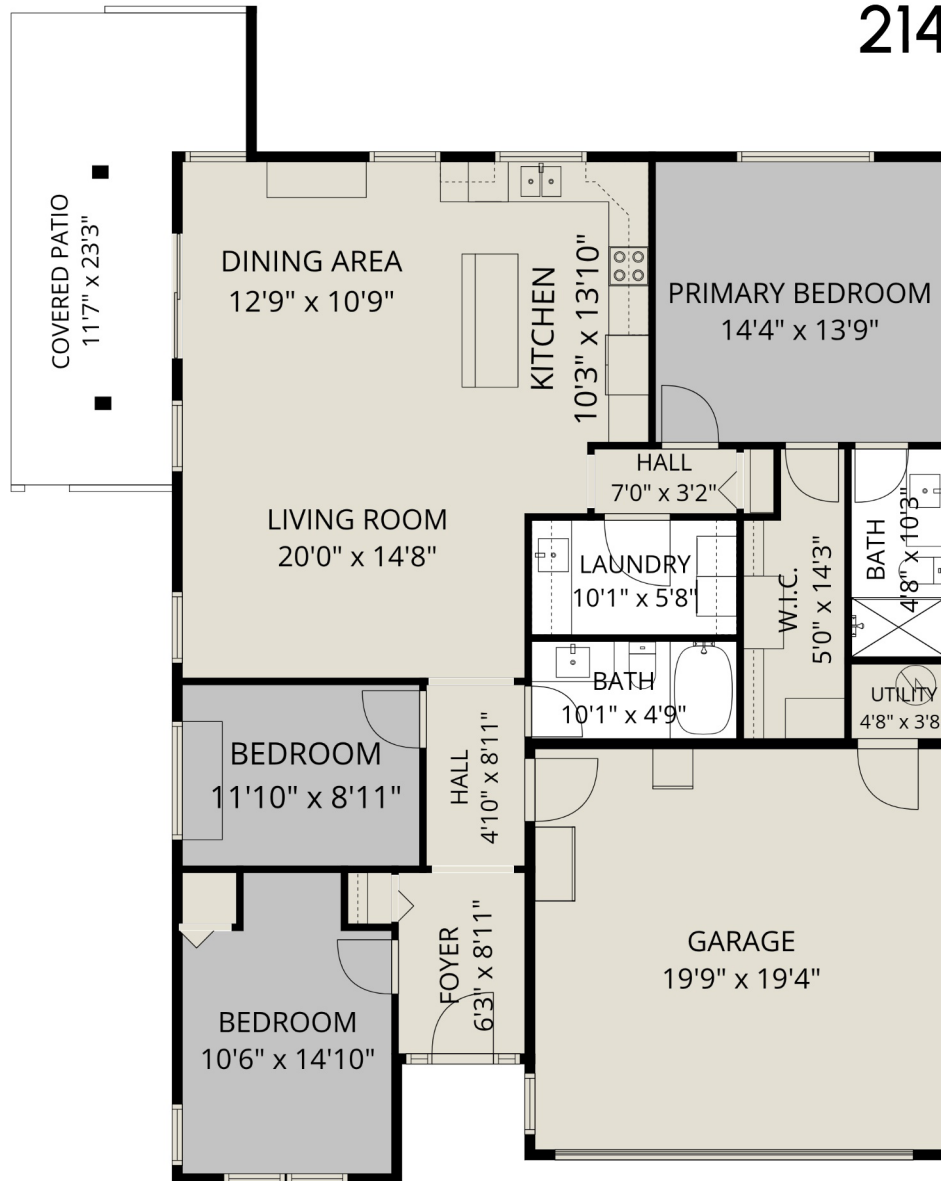 214
COVERED PATIO
11'7" x 23'3"
DINING AREA
12'9" x 10'9"
KITCHEN
10'3" x 13'10"
PRIMARY BEDROOM
14'4" x 13'9"
HALL
7'0" x 3'2"
LIVING ROOM
20'0" x 14'8"
LAUNDRY
10'1" x 5'8"
W.I.C.
5'0" x 14'3"
BATH
4'8" x 10'3"
BATH
10'1" x 4'9"
UTILITY
4'8" x 3'8
BEDROOM
11'10" x 8'11"
HALL
4'10" x 8'11"
FOYER
6'3" x 8'11"
GARAGE
19'9" x 19'4"
BEDROOM
10'6" x 14'10"